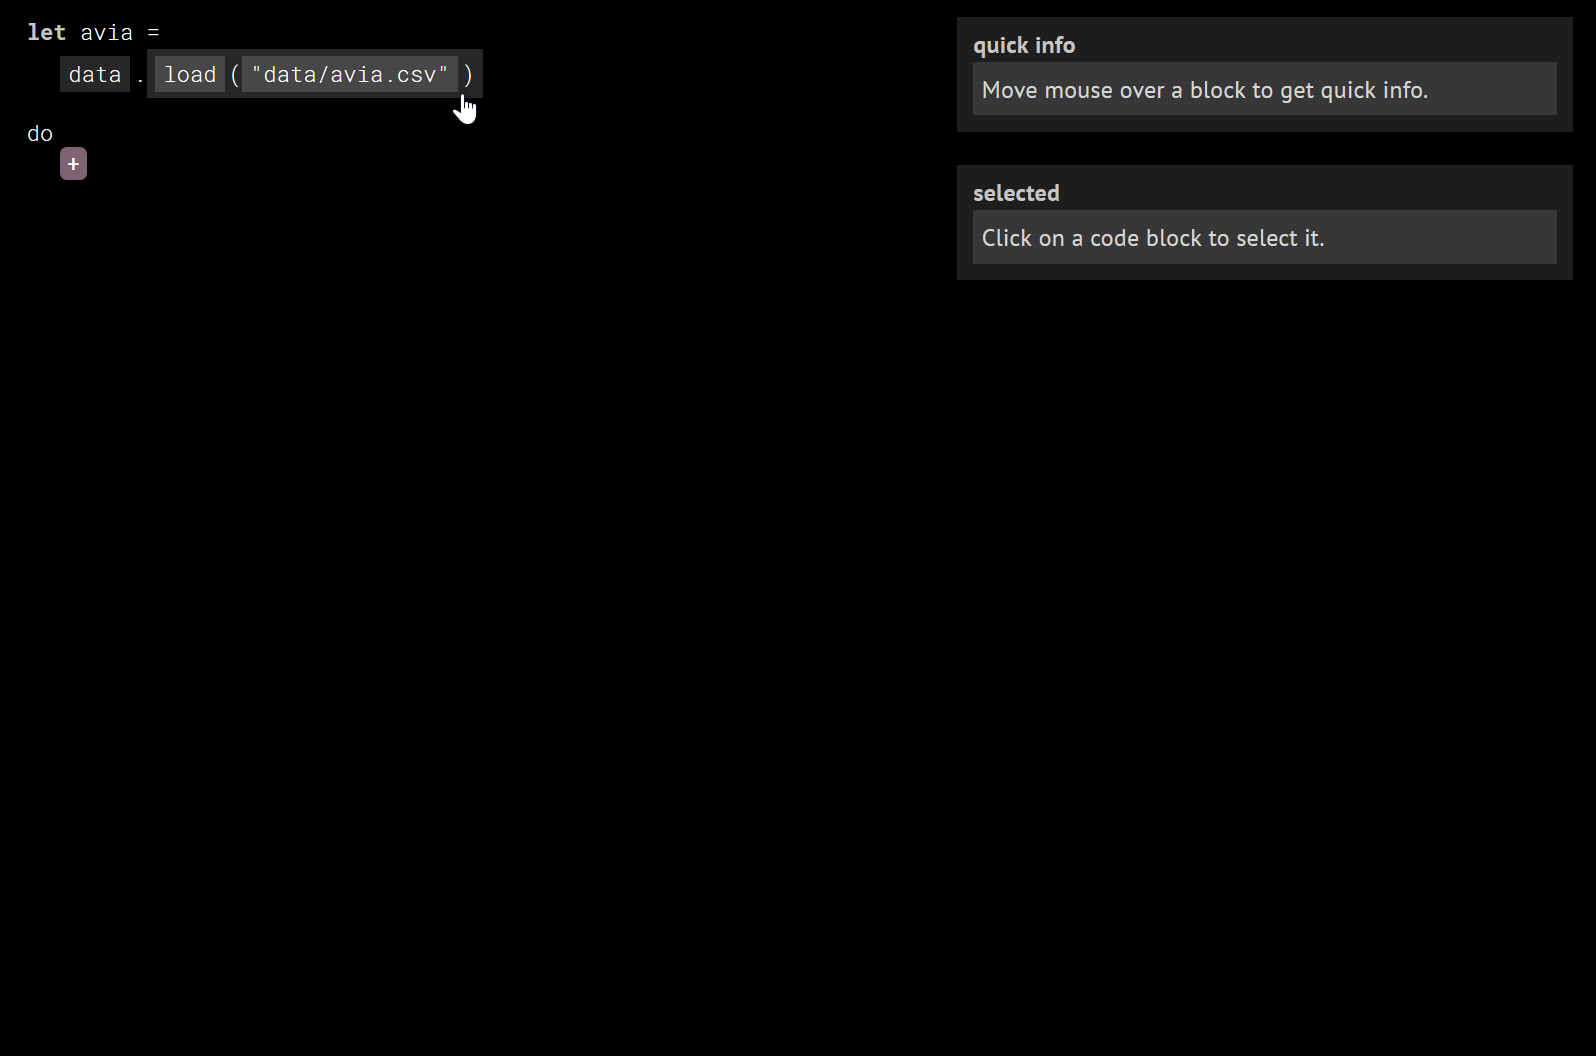 let avia =
data . load ( "data/avia.csv" )
do
+
quick info
Move mouse over a block to get quick info.
selected
Click on a code block to select it.